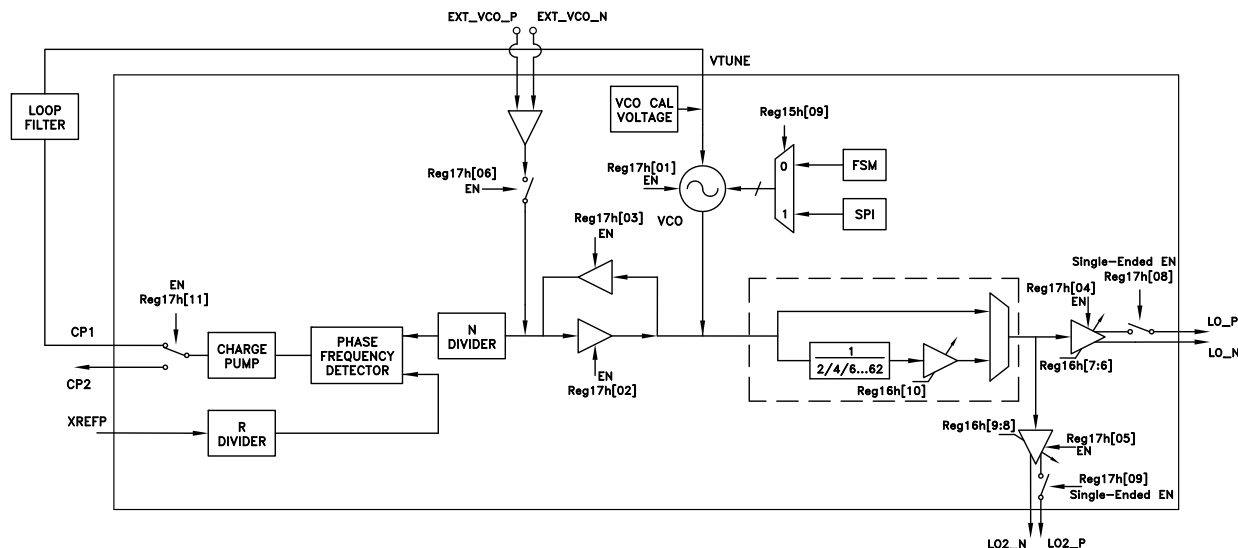 EXT_VCO_P EXT_VCO_N
VTUNE
LOOP
FILTER
VCO CAL
VOLTAGE
Reg15h[09]
0
FSM
1
SPI
Reg17h[06]
EN
Reg17h[01]
EN
VCO
Reg17h[03]
EN
Single-Ended EN
Reg17h[08]
Reg17h[04]
EN
EN
Reg17h[11]
CP1
CP2
CHARGE
PUMP
PHASE
FREQUENCY
DETECTOR
N
DIVIDER
EN
Reg17h[02]
1
2/4/6...62
Reg16h[10]
Reg16h[7:6]
LO_P
LO_N
XREFP
R
DIVIDER
Reg16h[9:8]
Reg17h[05]
EN
Reg17h[09]
Single-Ended EN
LO2_N LO2_P